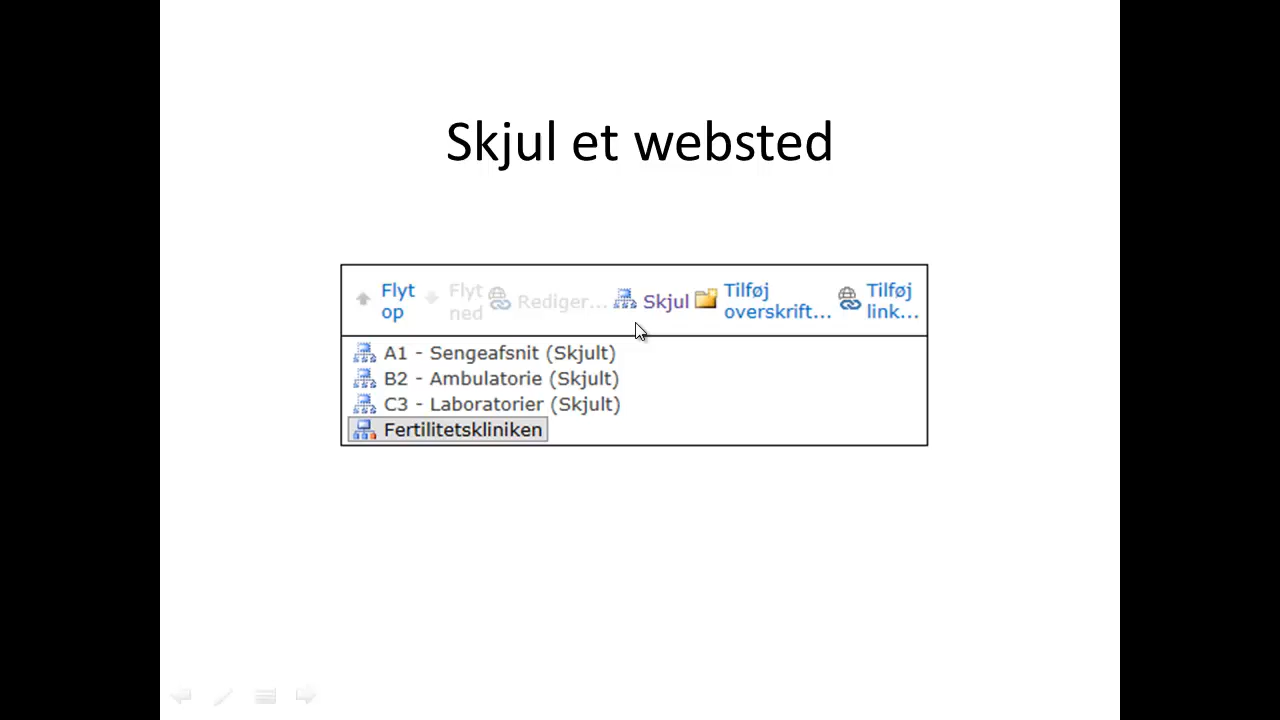 Skjul et websted
Flyt op
Flyt ned
Rediger...
Skjul
Tilføj overskrift...
Tilføj link...
A1 - Sengeafsnit (Skjult)
B2 - Ambulatorie (Skjult)
C3 - Laboratorier (Skjult)
Fertilitetskliniken